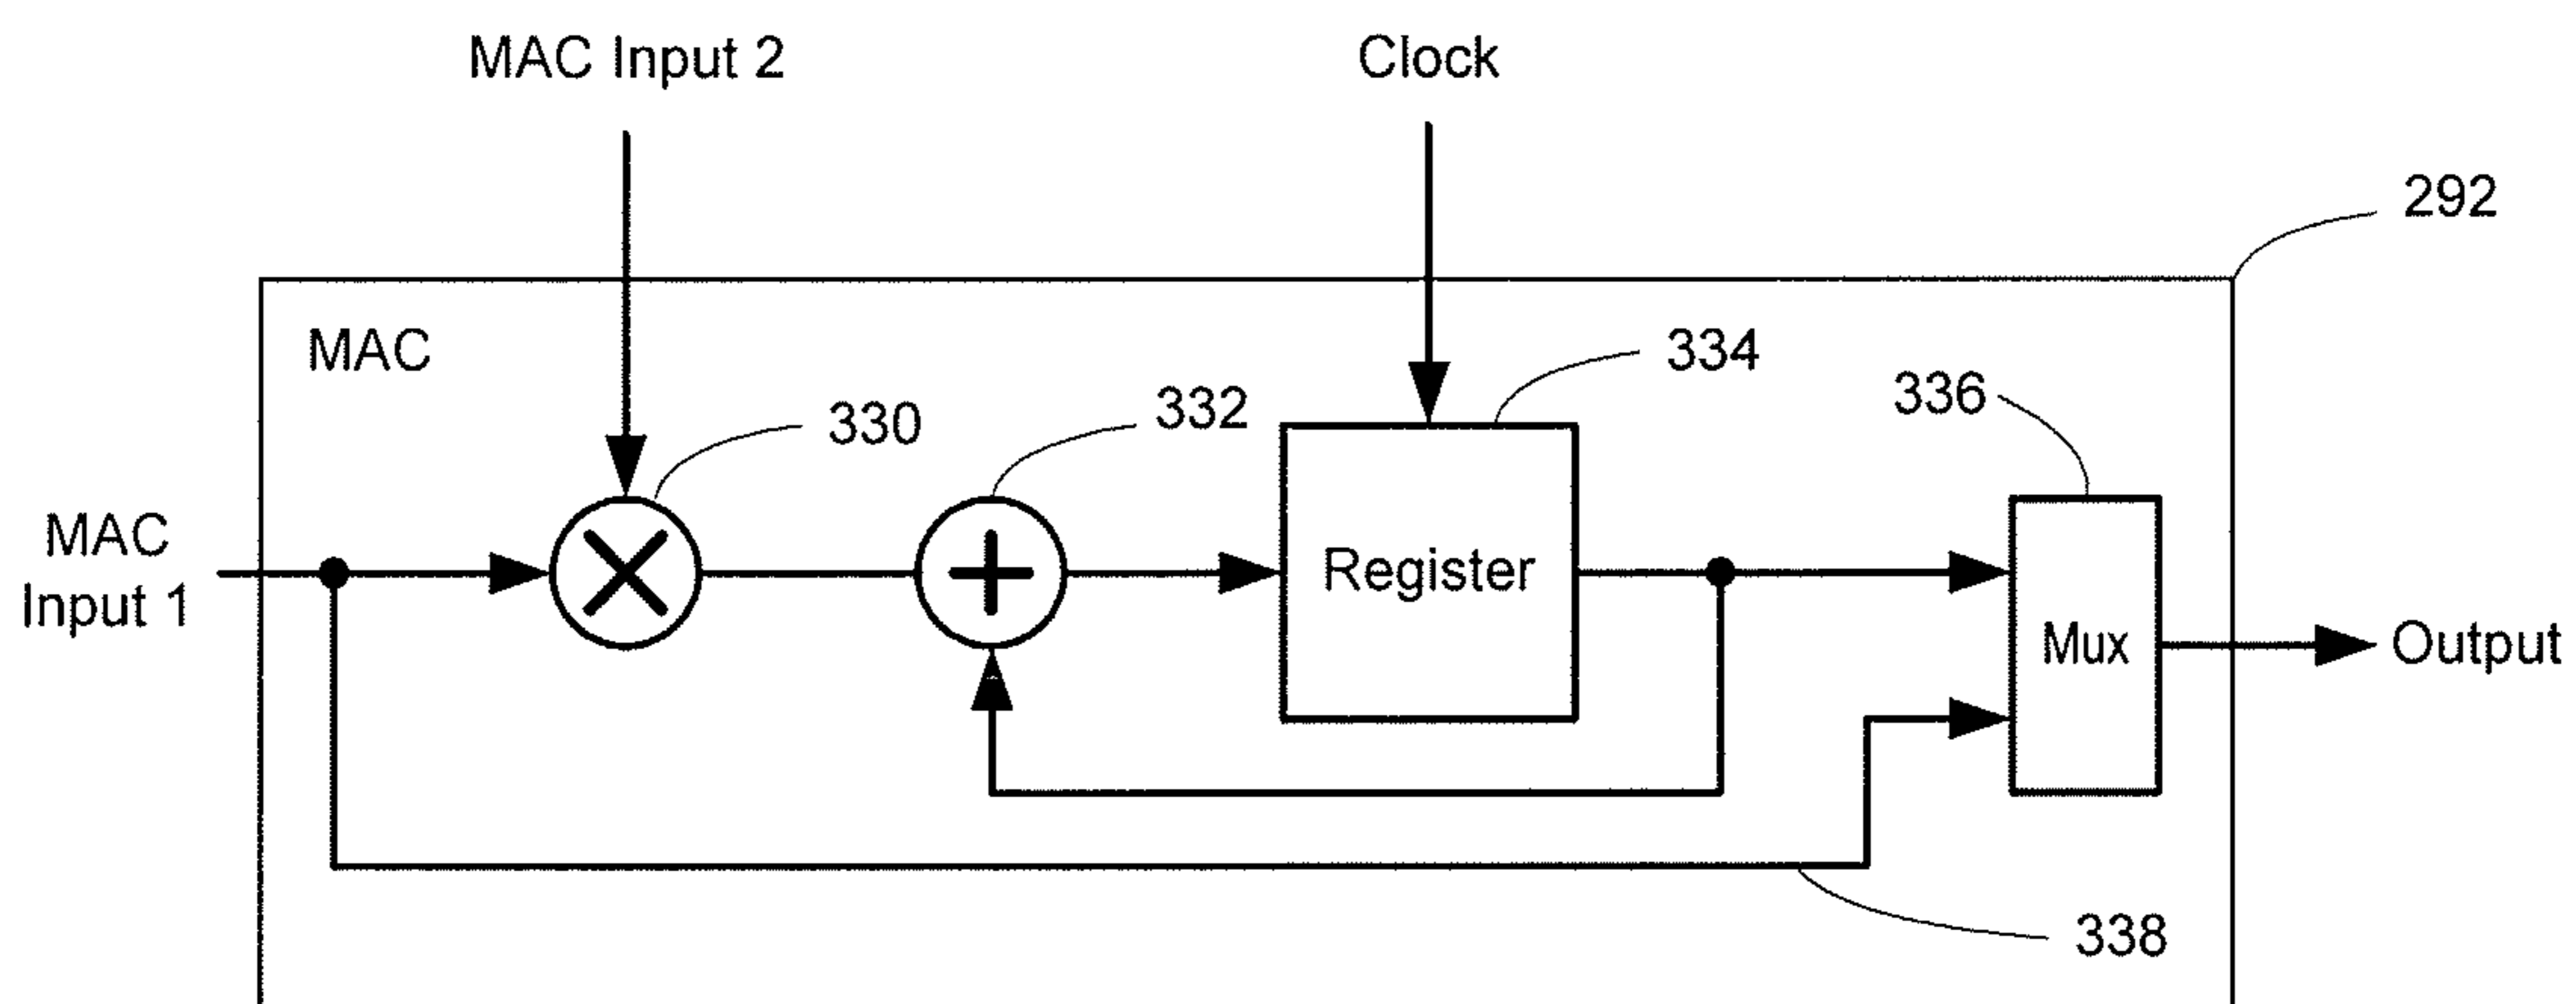 MAC Input 2
Clock
292
MAC
334
336
332
330
MAC
Input 1
Register
Mux
Output
338